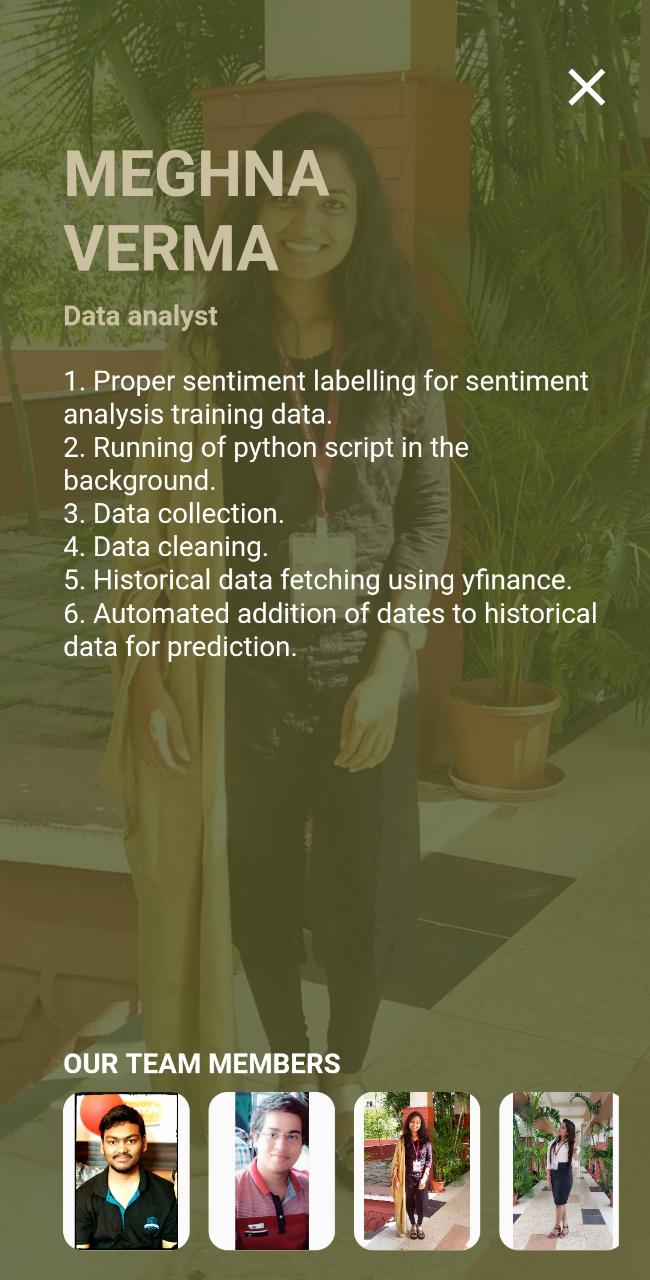 MEGHNA
VERMA
Data analyst
1. Proper sentiment labelling for sentiment
analysis training data.
2. Running of python script in the
background.
3. Data collection.
4. Data cleaning.
5. Historical data fetching using yfinance.
6. Automated addition of dates to historical
data for prediction.
OUR TEAM MEMBERS